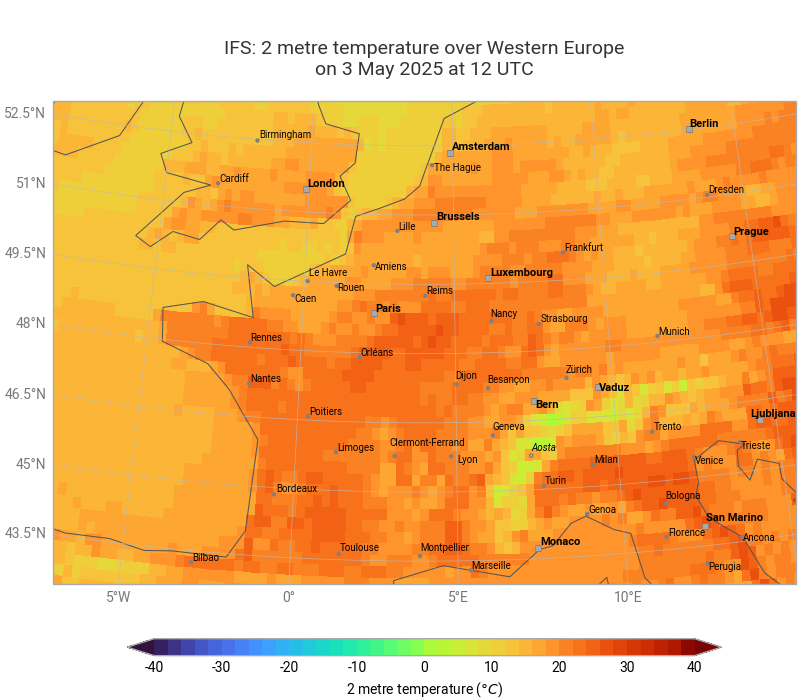 IFS: 2 metre temperature over Western Europe
on 3 May 2025 at 12 UTC
52.5°N
Birmingham
Berlin
Amsterdam
The Hague
51°N
Cardiff
London
Dresden
Brussels
Lille
Prague
49.5°N
Frankfurt
Amiens
Le Havre
Luxembourg
Rouen
Reims
Caen
Paris
48°N
Nancy
Strasbourg
Rennes
Munich
Orléans
Zürich
Nantes
Dijon
Besançon
Vaduz
46.5°N
Bern
Poitiers
Ljubljana
Geneva
Trento
Limoges
Clermont-Ferrand
Aosta
Trieste
45°N
Lyon
Milan
Venice
Turin
Bordeaux
Bologna
Genoa
San Marino
43.5°N
Florence
Ancona
Toulouse
Montpellier
Monaco
Bilbao
Marseille
Perugia
5°W
0°
5°E
10°E
-40 -30 -20 -10 0 10 20 30 40
2 metre temperature (°C)